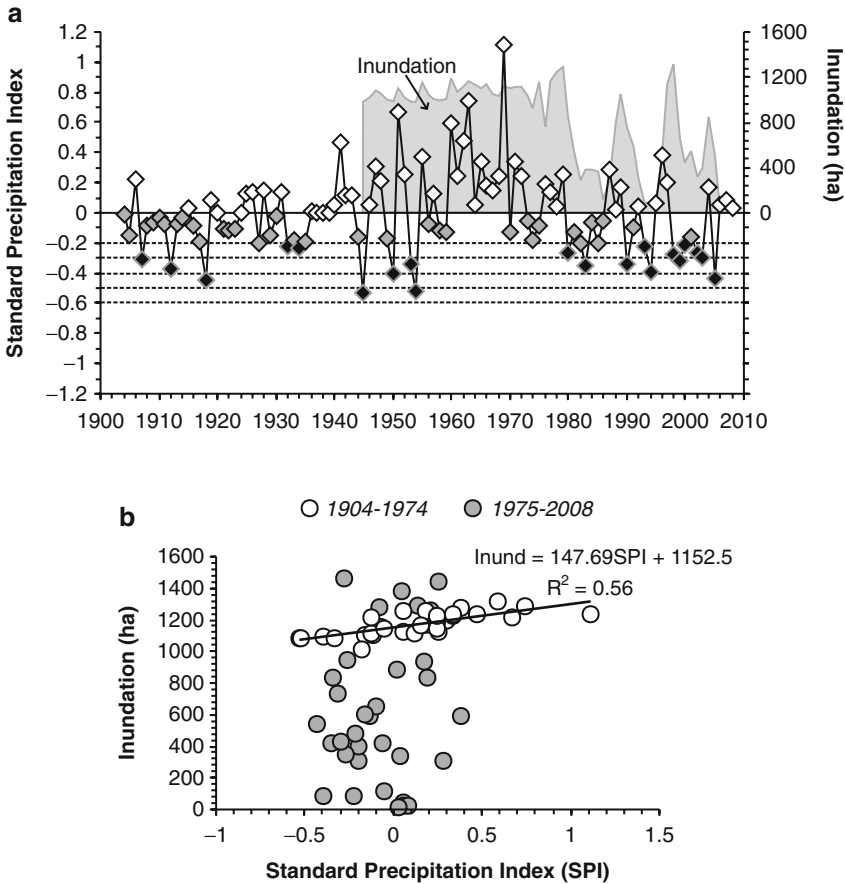 a
Standard Precipitation Index
1.2
1
0.8
0.6
0.4
0.2
0
−0.2
−0.4
−0.6
−0.8
−1
−1.2
Inundation
1600
1200
800
400
0
Inundation (ha)
1900 1910 1920 1930 1940 1950 1960 1970 1980 1990 2000 2010
b
1904-1974 1975-2008
Inund = 147.69SPI + 1152.5
R² = 0.56
Inundation (ha)
1600
1400
1200
1000
800
600
400
200
0
−1 −0.5 0 0.5 1 1.5
Standard Precipitation Index (SPI)